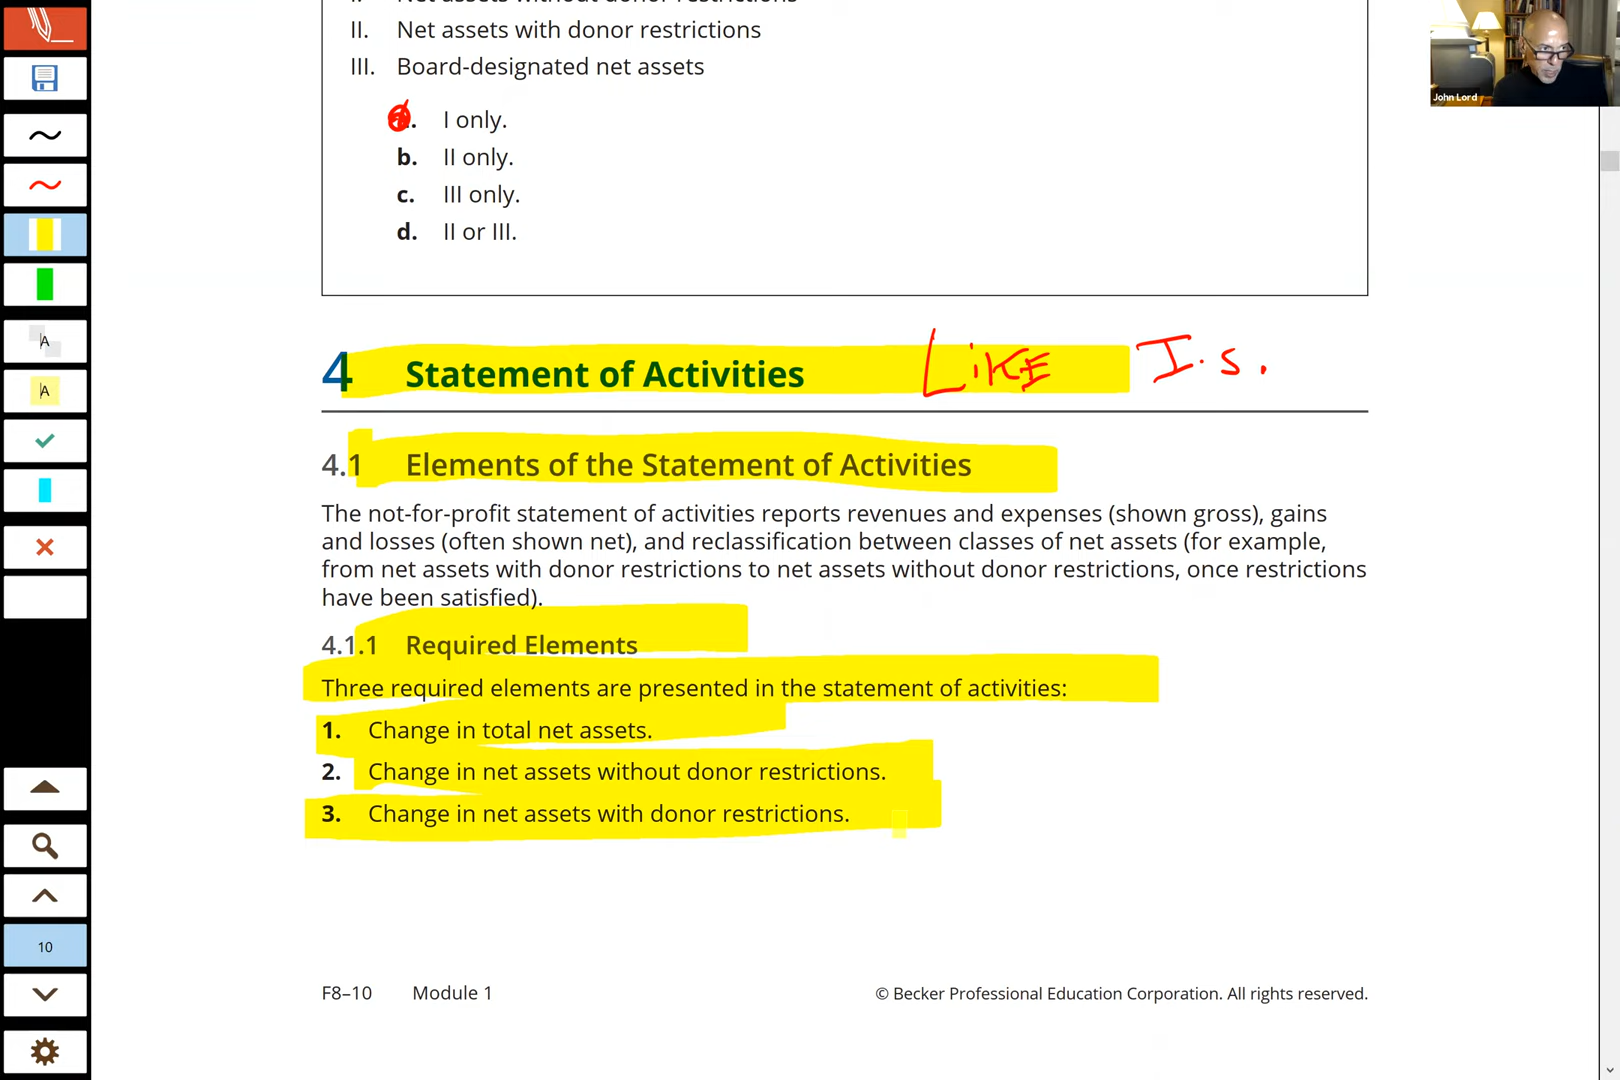 Net assets without donor restrictions
II. Net assets with donor restrictions
III. Board-designated net assets
I only.
b. II only.
c. III only.
d. II or III.
4 Statement of Activities LIKE I.S.
4.1 Elements of the Statement of Activities
The not-for-profit statement of activities reports revenues and expenses (shown gross), gains
and losses (often shown net), and reclassification between classes of net assets (for example,
from net assets with donor restrictions to net assets without donor restrictions, once restrictions
have been satisfied).
4.1.1 Required Elements
Three required elements are presented in the statement of activities:
1. Change in total net assets.
2. Change in net assets without donor restrictions.
3. Change in net assets with donor restrictions.
F8–10 Module 1 © Becker Professional Education Corporation. All rights reserved.
John Lord
A
A
10